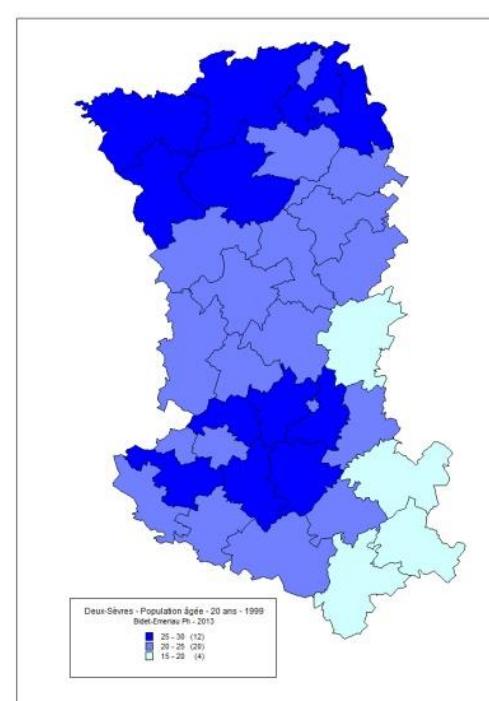 Deux-Sèvres - Population âgée - 20 ans - 1999
Bidet-Emeriau Ph - 2013
25 - 30 (12)
20 - 25 (20)
15 - 20 (4)